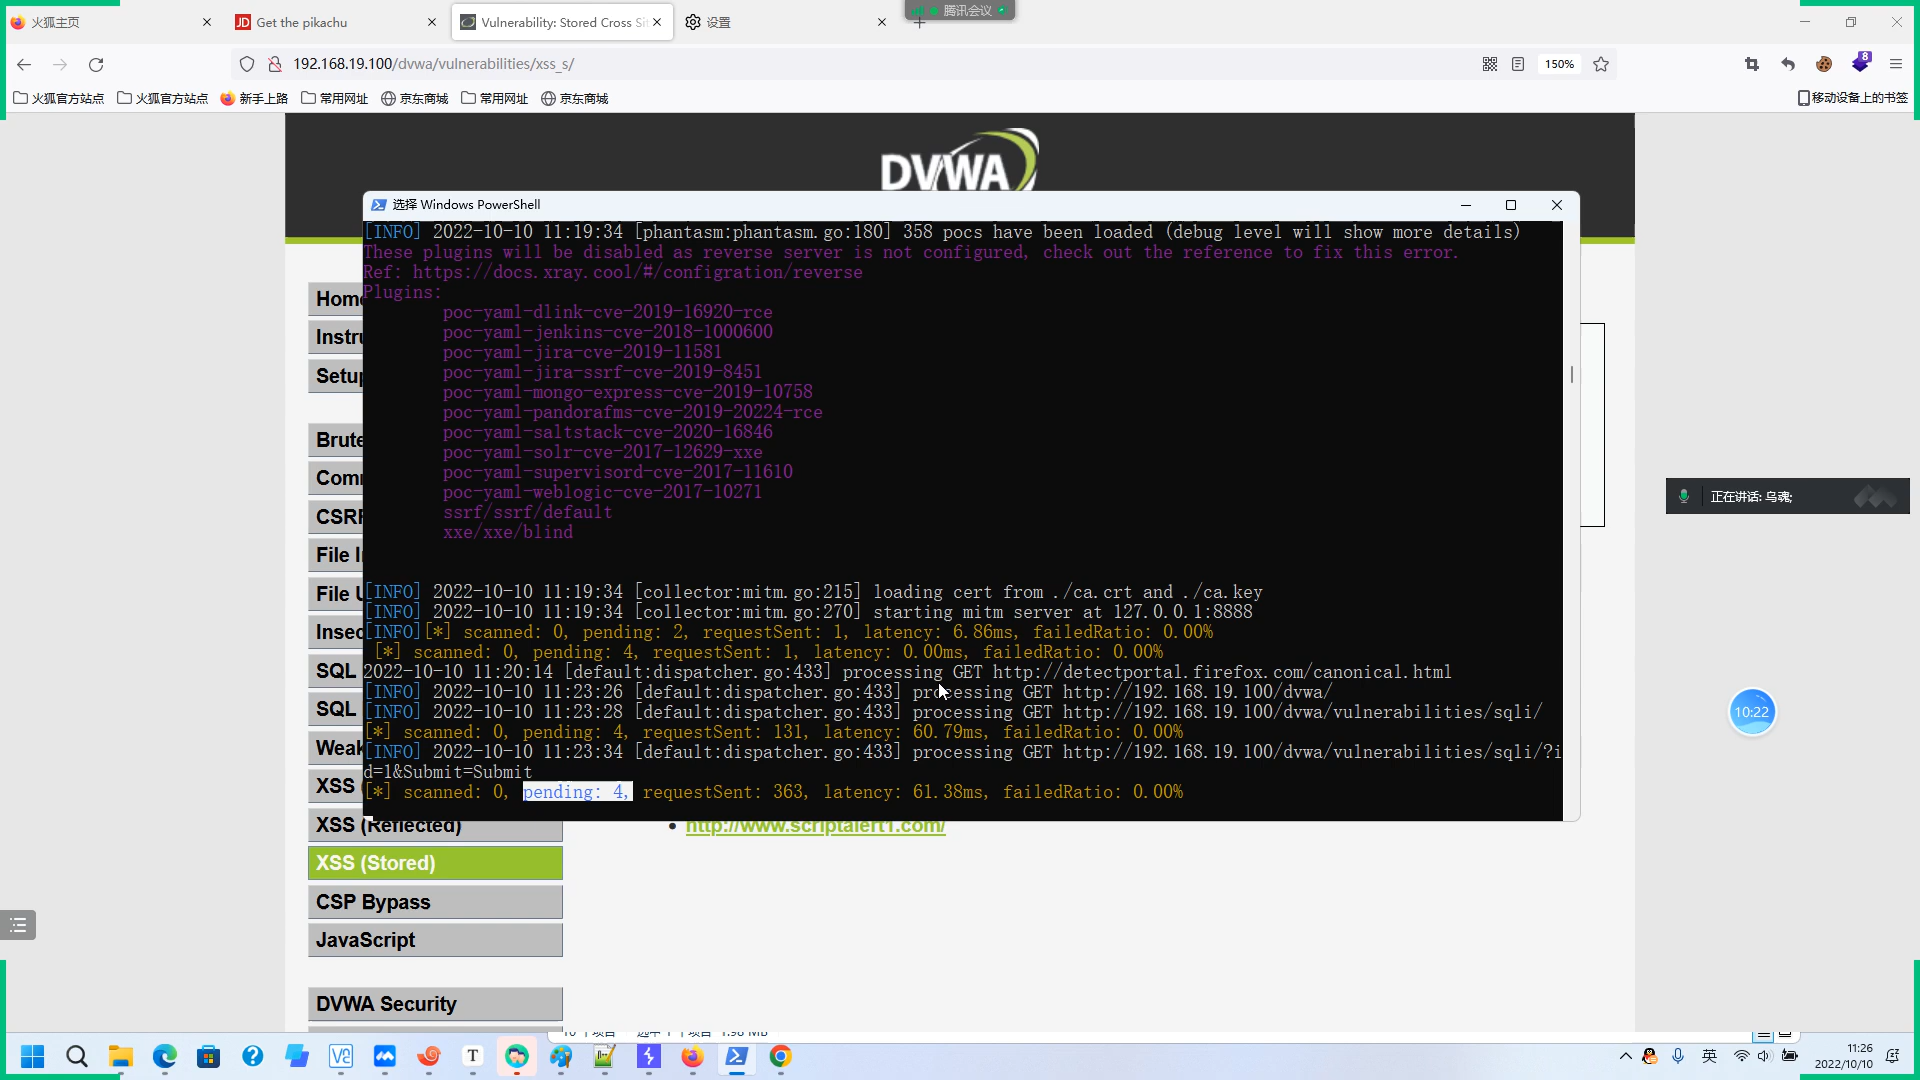 火狐主页
Get the pikachu
Vulnerability: Stored Cross Si
设置
腾讯会议
192.168.19.100/dvwa/vulnerabilities/xss_s/
150%
8
火狐官方站点
火狐官方站点
新手上路
常用网址
京东商城
常用网址
京东商城
移动设备上的书签
DVWA
选择 Windows PowerShell
[INFO] 2022-10-10 11:19:34 [phantasm:phantasm.go:180] 358 pocs have been loaded (debug level will show more details)
These plugins will be disabled as reverse server is not configured, check out the reference to fix this error.
Ref: https://docs.xray.cool/#/configration/reverse
Plugins:
poc-yaml-dlink-cve-2019-16920-rce
poc-yaml-jenkins-cve-2018-1000600
poc-yaml-jira-cve-2019-11581
poc-yaml-jira-ssrf-cve-2019-8451
poc-yaml-mongo-express-cve-2019-10758
poc-yaml-pandorafms-cve-2019-20224-rce
poc-yaml-saltstack-cve-2020-16846
poc-yaml-solr-cve-2017-12629-xxe
poc-yaml-supervisord-cve-2017-11610
poc-yaml-weblogic-cve-2017-10271
ssrf/ssrf/default
xxe/xxe/blind
[INFO] 2022-10-10 11:19:34 [collector:mitm.go:215] loading cert from ./ca.crt and ./ca.key
[INFO] 2022-10-10 11:19:34 [collector:mitm.go:270] starting mitm server at 127.0.0.1:8888
[INFO][*] scanned: 0, pending: 2, requestSent: 1, latency: 6.86ms, failedRatio: 0.00%
[*] scanned: 0, pending: 4, requestSent: 1, latency: 0.00ms, failedRatio: 0.00%
2022-10-10 11:20:14 [default:dispatcher.go:433] processing GET http://detectportal.firefox.com/canonical.html
[INFO] 2022-10-10 11:23:26 [default:dispatcher.go:433] processing GET http://192.168.19.100/dvwa/
[INFO] 2022-10-10 11:23:28 [default:dispatcher.go:433] processing GET http://192.168.19.100/dvwa/vulnerabilities/sqli/
[*] scanned: 0, pending: 4, requestSent: 131, latency: 60.79ms, failedRatio: 0.00%
[INFO] 2022-10-10 11:23:34 [default:dispatcher.go:433] processing GET http://192.168.19.100/dvwa/vulnerabilities/sqli/?i
d=1&Submit=Submit
[*] scanned: 0, pending: 4, requestSent: 363, latency: 61.38ms, failedRatio: 0.00%
Home
Instru
Setup
Brute
Com
CSRF
File I
File U
Insec
SQL
SQL
Weak
XSS
XSS (Reflected)
XSS (Stored)
CSP Bypass
JavaScript
DVWA Security
http://www.scriptalert1.com/
正在讲话: 乌魂;
10:22
英
11:26
2022/10/10